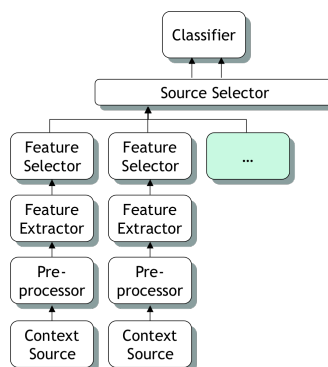 Classifier
Source Selector
Feature
Selector
Feature
Selector
...
Feature
Extractor
Feature
Extractor
Pre-
processor
Pre-
processor
Context
Source
Context
Source